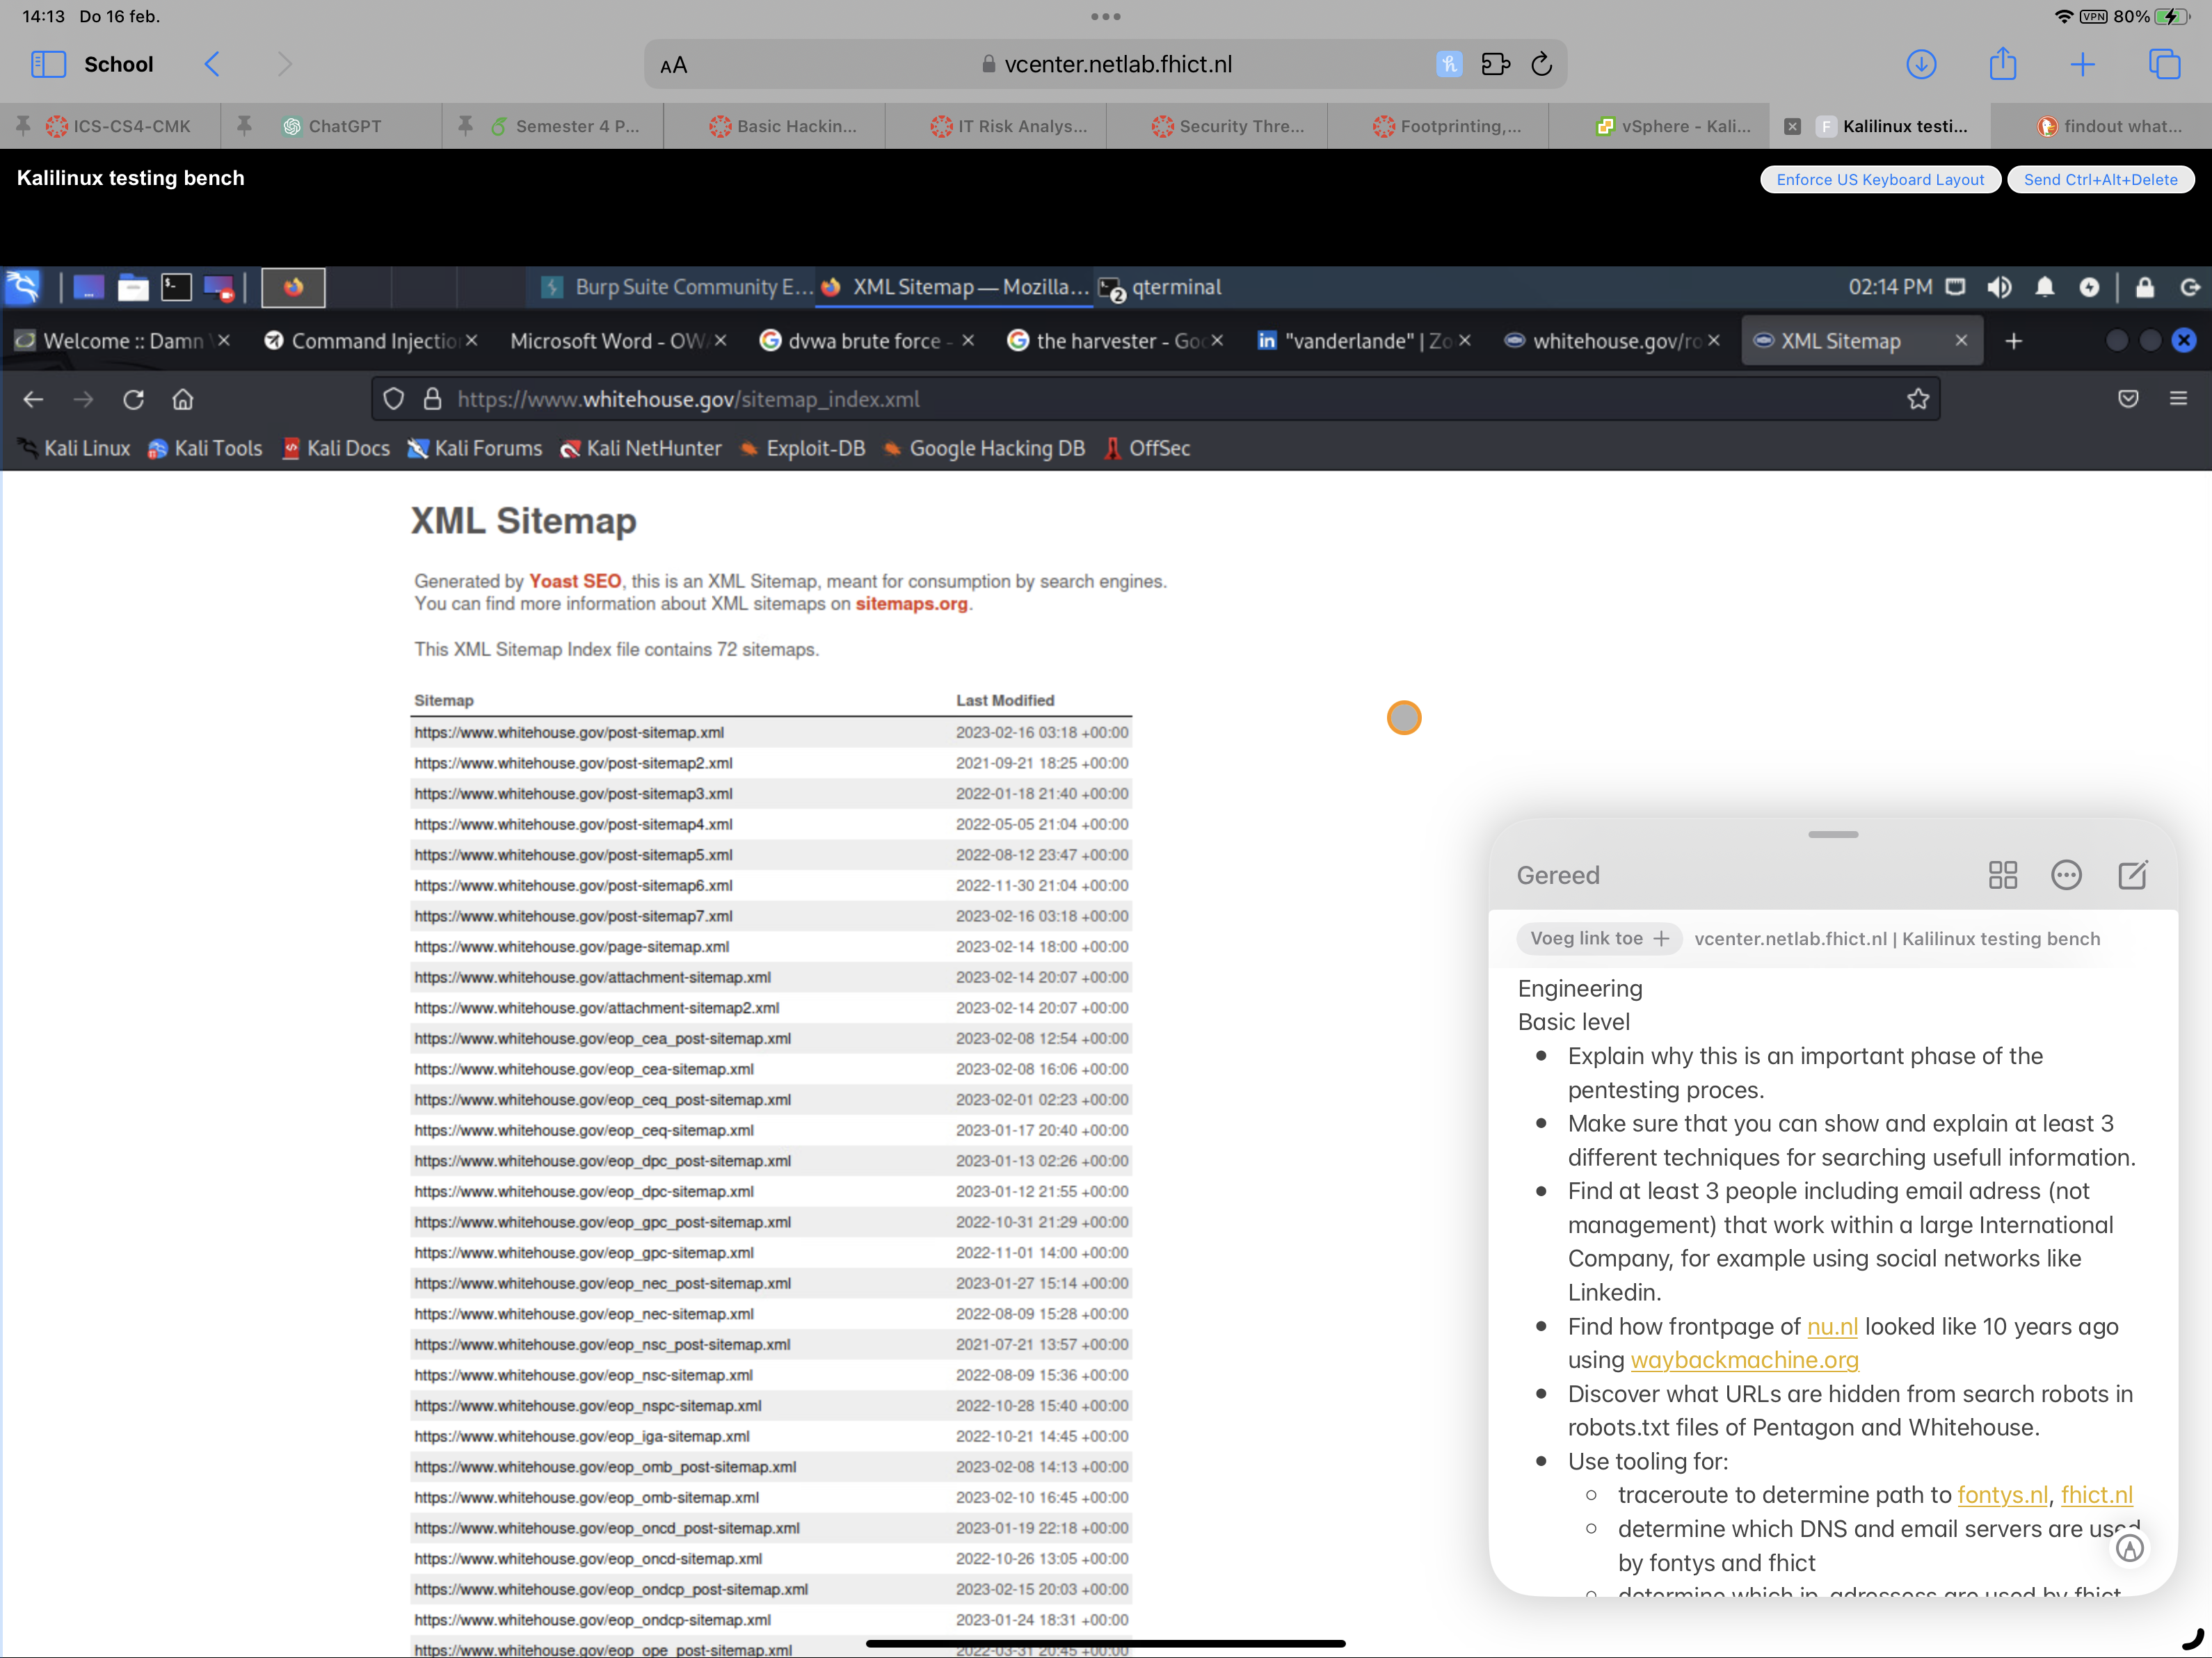 14:13 Do 16 feb.
VPN 80%
School
AA
vcenter.netlab.fhict.nl
ICS-CS4-CMK
ChatGPT
Semester 4 P...
Basic Hackin...
IT Risk Analys...
Security Thre...
Footprinting,...
vSphere - Kali...
F Kalilinux testi...
findout what...
Kalilinux testing bench
Enforce US Keyboard Layout
Send Ctrl+Alt+Delete
Burp Suite Community E...
XML Sitemap — Mozilla...
2 qterminal
02:14 PM
Welcome :: Damn
Command Injectio
Microsoft Word - OW
dvwa brute force -
the harvester - Goo
"vanderlande" | Zo
whitehouse.gov/ro
XML Sitemap
https://www.whitehouse.gov/sitemap_index.xml
Kali Linux
Kali Tools
Kali Docs
Kali Forums
Kali NetHunter
Exploit-DB
Google Hacking DB
OffSec
XML Sitemap
Generated by Yoast SEO, this is an XML Sitemap, meant for consumption by search engines.
You can find more information about XML sitemaps on sitemaps.org.
This XML Sitemap Index file contains 72 sitemaps.
Sitemap Last Modified
https://www.whitehouse.gov/post-sitemap.xml 2023-02-16 03:18 +00:00
https://www.whitehouse.gov/post-sitemap2.xml 2021-09-21 18:25 +00:00
https://www.whitehouse.gov/post-sitemap3.xml 2022-01-18 21:40 +00:00
https://www.whitehouse.gov/post-sitemap4.xml 2022-05-05 21:04 +00:00
https://www.whitehouse.gov/post-sitemap5.xml 2022-08-12 23:47 +00:00
https://www.whitehouse.gov/post-sitemap6.xml 2022-11-30 21:04 +00:00
https://www.whitehouse.gov/post-sitemap7.xml 2023-02-16 03:18 +00:00
https://www.whitehouse.gov/page-sitemap.xml 2023-02-14 18:00 +00:00
https://www.whitehouse.gov/attachment-sitemap.xml 2023-02-14 20:07 +00:00
https://www.whitehouse.gov/attachment-sitemap2.xml 2023-02-14 20:07 +00:00
https://www.whitehouse.gov/eop_cea_post-sitemap.xml 2023-02-08 12:54 +00:00
https://www.whitehouse.gov/eop_cea-sitemap.xml 2023-02-08 16:06 +00:00
https://www.whitehouse.gov/eop_ceq_post-sitemap.xml 2023-02-01 02:23 +00:00
https://www.whitehouse.gov/eop_ceq-sitemap.xml 2023-01-17 20:40 +00:00
https://www.whitehouse.gov/eop_dpc_post-sitemap.xml 2023-01-13 02:26 +00:00
https://www.whitehouse.gov/eop_dpc-sitemap.xml 2023-01-12 21:55 +00:00
https://www.whitehouse.gov/eop_gpc_post-sitemap.xml 2022-10-31 21:29 +00:00
https://www.whitehouse.gov/eop_gpc-sitemap.xml 2022-11-01 14:00 +00:00
https://www.whitehouse.gov/eop_nec_post-sitemap.xml 2023-01-27 15:14 +00:00
https://www.whitehouse.gov/eop_nec-sitemap.xml 2022-08-09 15:28 +00:00
https://www.whitehouse.gov/eop_nsc_post-sitemap.xml 2021-07-21 13:57 +00:00
https://www.whitehouse.gov/eop_nsc-sitemap.xml 2022-08-09 15:36 +00:00
https://www.whitehouse.gov/eop_nspc-sitemap.xml 2022-10-28 15:40 +00:00
https://www.whitehouse.gov/eop_iga-sitemap.xml 2022-10-21 14:45 +00:00
https://www.whitehouse.gov/eop_omb_post-sitemap.xml 2023-02-08 14:13 +00:00
https://www.whitehouse.gov/eop_omb-sitemap.xml 2023-02-10 16:45 +00:00
https://www.whitehouse.gov/eop_oncd_post-sitemap.xml 2023-01-19 22:18 +00:00
https://www.whitehouse.gov/eop_oncd-sitemap.xml 2022-10-26 13:05 +00:00
https://www.whitehouse.gov/eop_ondcp_post-sitemap.xml 2023-02-15 20:03 +00:00
https://www.whitehouse.gov/eop_ondcp-sitemap.xml 2023-01-24 18:31 +00:00
https://www.whitehouse.gov/eop_ope_post-sitemap.xml 2022-03-31 20:45 +00:00
Gereed
Voeg link toe + vcenter.netlab.fhict.nl | Kalilinux testing bench
Engineering
Basic level
• Explain why this is an important phase of the
pentesting proces.
• Make sure that you can show and explain at least 3
different techniques for searching usefull information.
• Find at least 3 people including email adress (not
management) that work within a large International
Company, for example using social networks like
Linkedin.
• Find how frontpage of nu.nl looked like 10 years ago
using waybackmachine.org
• Discover what URLs are hidden from search robots in
robots.txt files of Pentagon and Whitehouse.
• Use tooling for:
○ traceroute to determine path to fontys.nl, fhict.nl
○ determine which DNS and email servers are used
by fontys and fhict
○ determine which ip-adressess are used by fhict